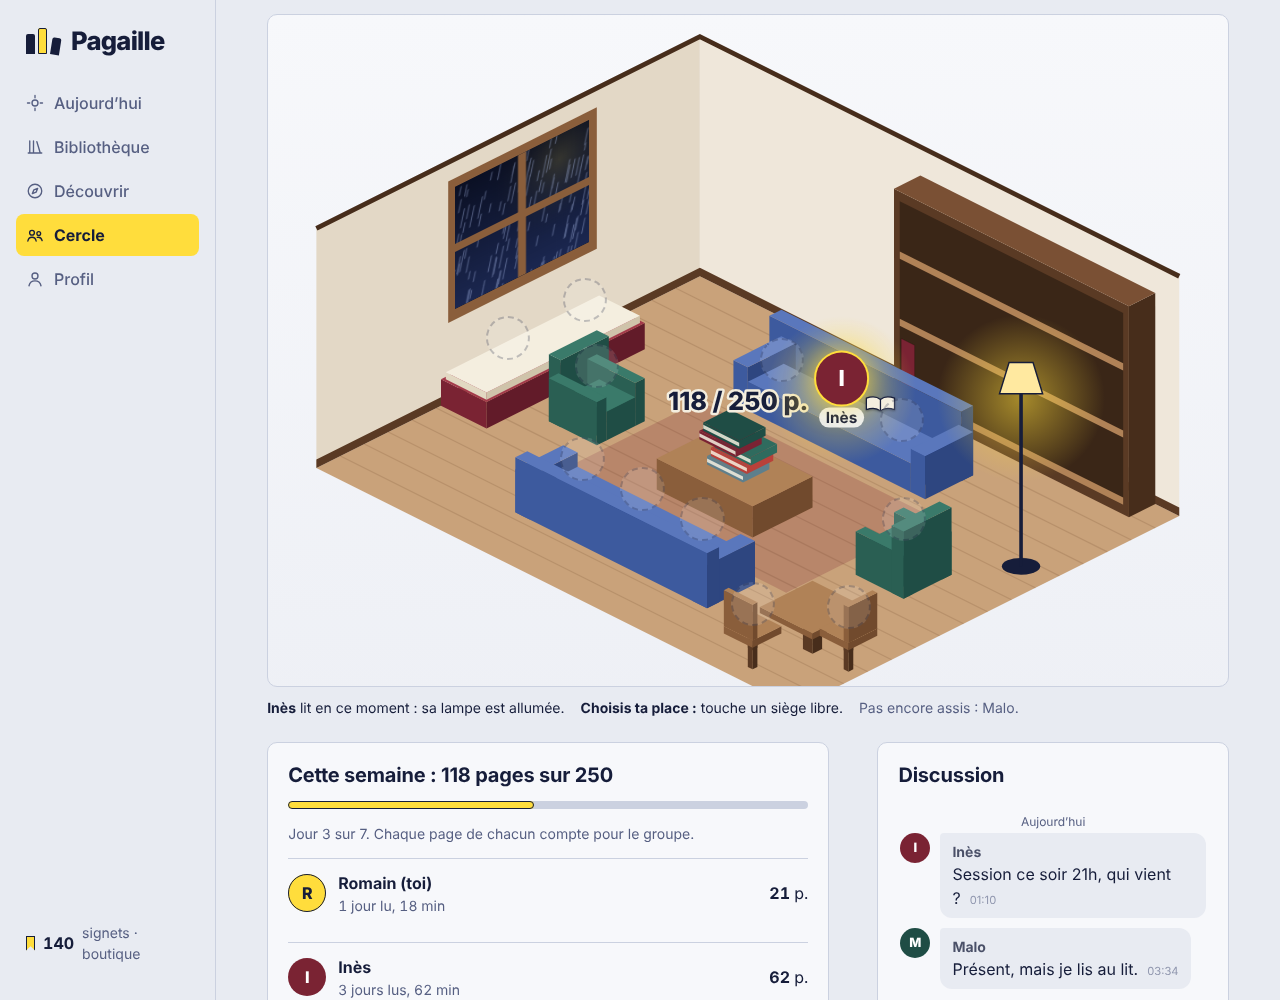 Pagaille
Aujourd’hui
Bibliothèque
Découvrir
Cercle
Profil
140 signets · boutique
118 / 250 p.
I
Inès
Inès lit en ce moment : sa lampe est allumée. Choisis ta place : touche un siège libre. Pas encore assis : Malo.
Cette semaine : 118 pages sur 250
Jour 3 sur 7. Chaque page de chacun compte pour le groupe.
R
Romain (toi)
21 p.
1 jour lu, 18 min
I
Inès
62 p.
3 jours lus, 62 min
Discussion
Aujourd’hui
I
Inès
Session ce soir 21h, qui vient
? 01:10
M
Malo
Présent, mais je lis au lit. 03:34